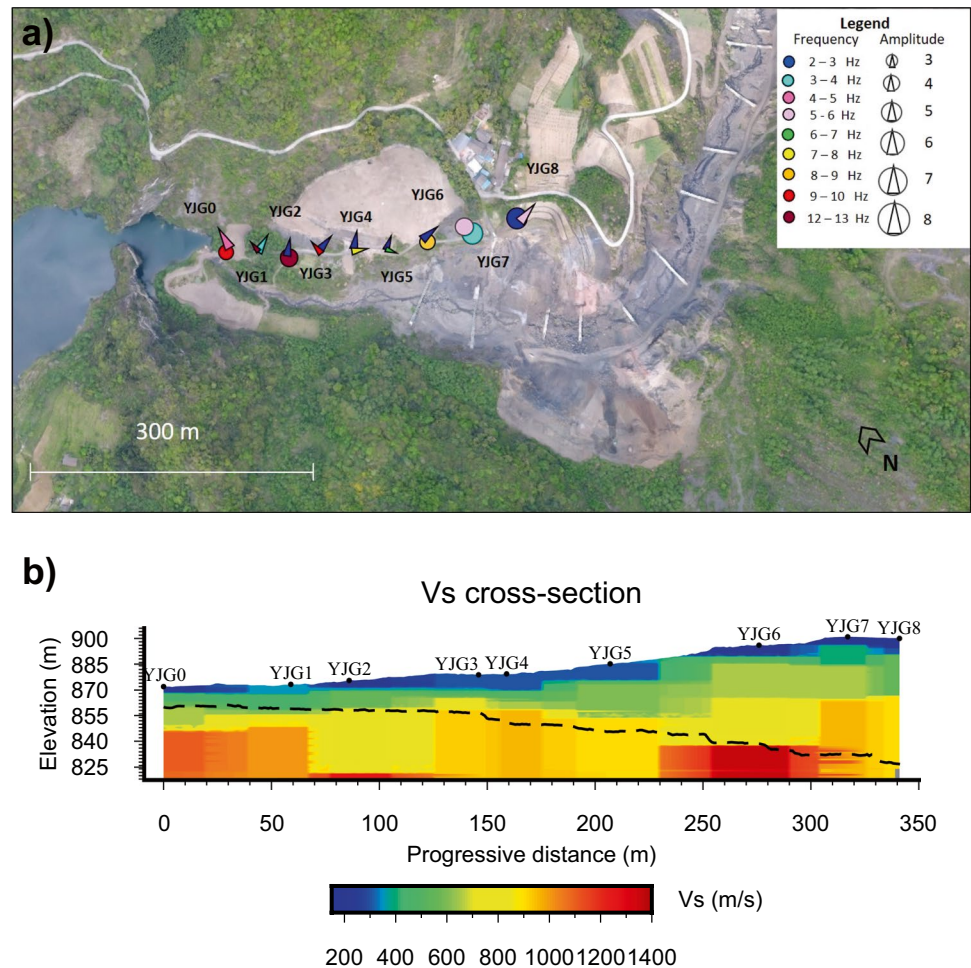 a)
Legend
Frequency Amplitude
2 – 3 Hz 3
3 – 4 Hz 4
4 – 5 Hz
5 - 6 Hz 5
6 – 7 Hz 6
7 – 8 Hz
8 – 9 Hz 7
9 – 10 Hz
12 – 13 Hz 8
YJG0 YJG2 YJG4 YJG6 YJG8
YJG1 YJG3 YJG5 YJG7
300 m
N
b)
Vs cross-section
Elevation (m)
900
885
870
855
840
825
YJG0 YJG1 YJG2 YJG3 YJG4 YJG5 YJG6 YJG7 YJG8
0 50 100 150 200 250 300 350
Progressive distance (m)
Vs (m/s)
200 400 600 800 1000 1200 1400